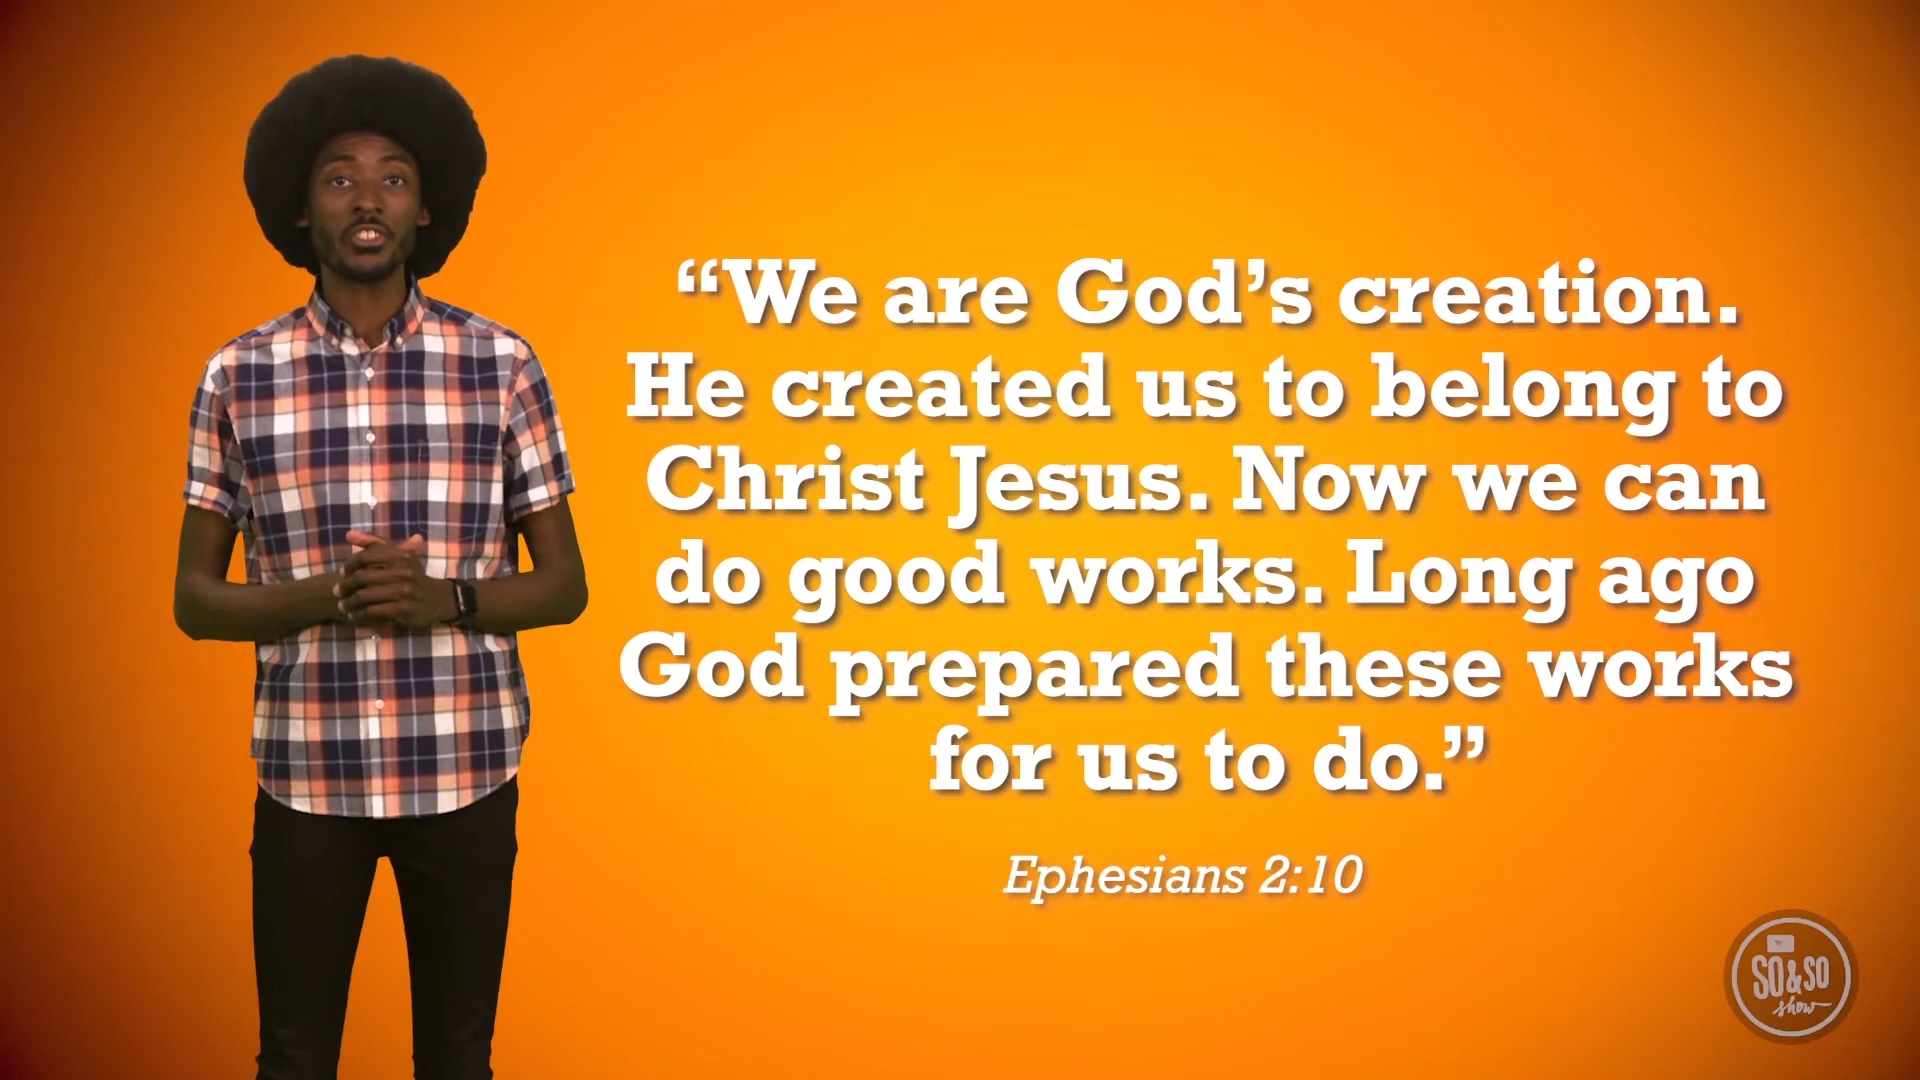 “We are God’s creation.
He created us to belong to
Christ Jesus. Now we can
do good works. Long ago
God prepared these works
for us to do.”
Ephesians 2:10
SO & SO
show